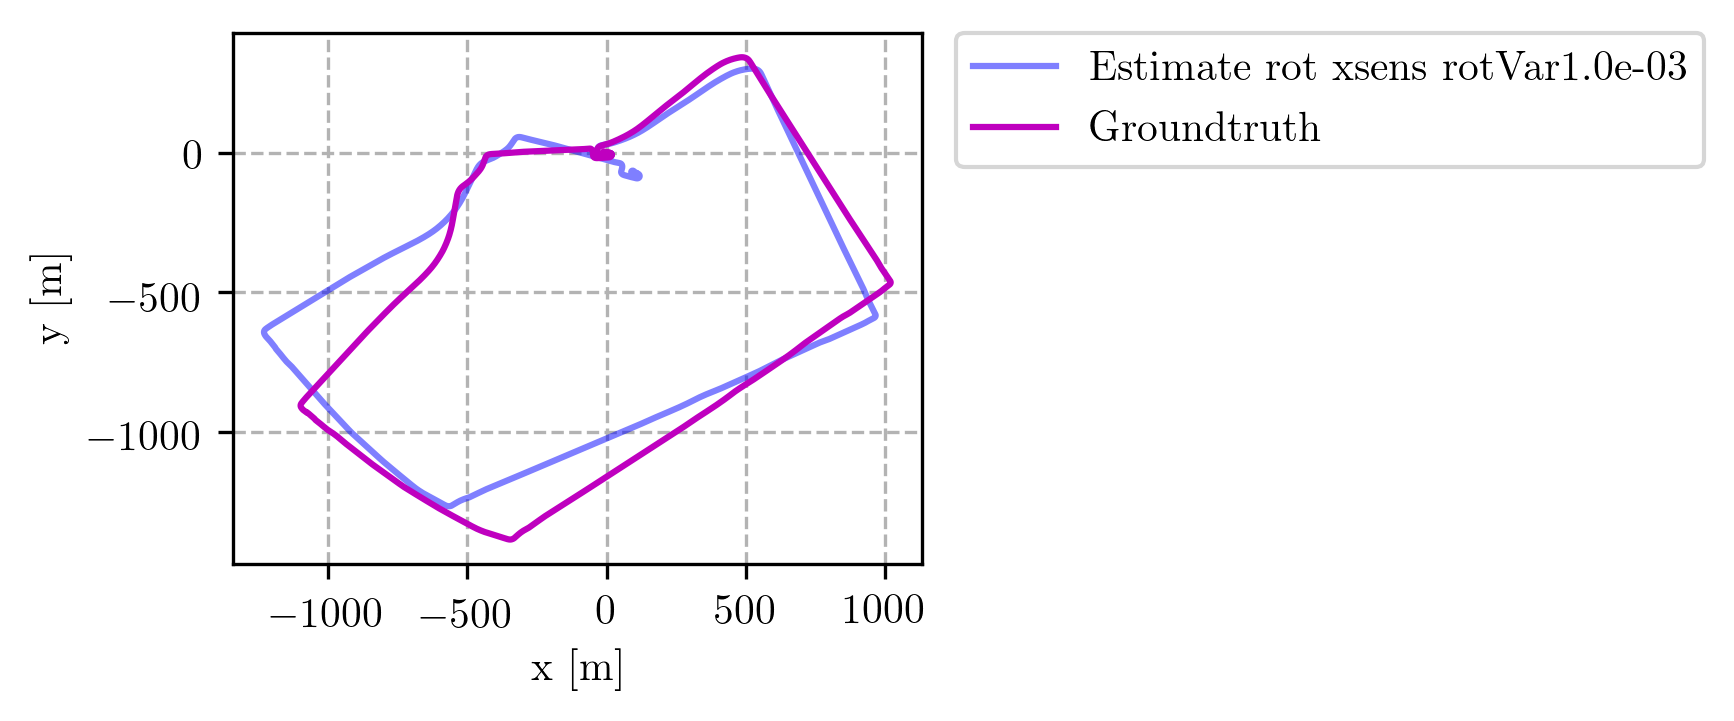 Estimate rot xsens rotVar1.0e-03
Groundtruth
0
−500
−1000
y [m]
−1000 −500 0 500 1000
x [m]